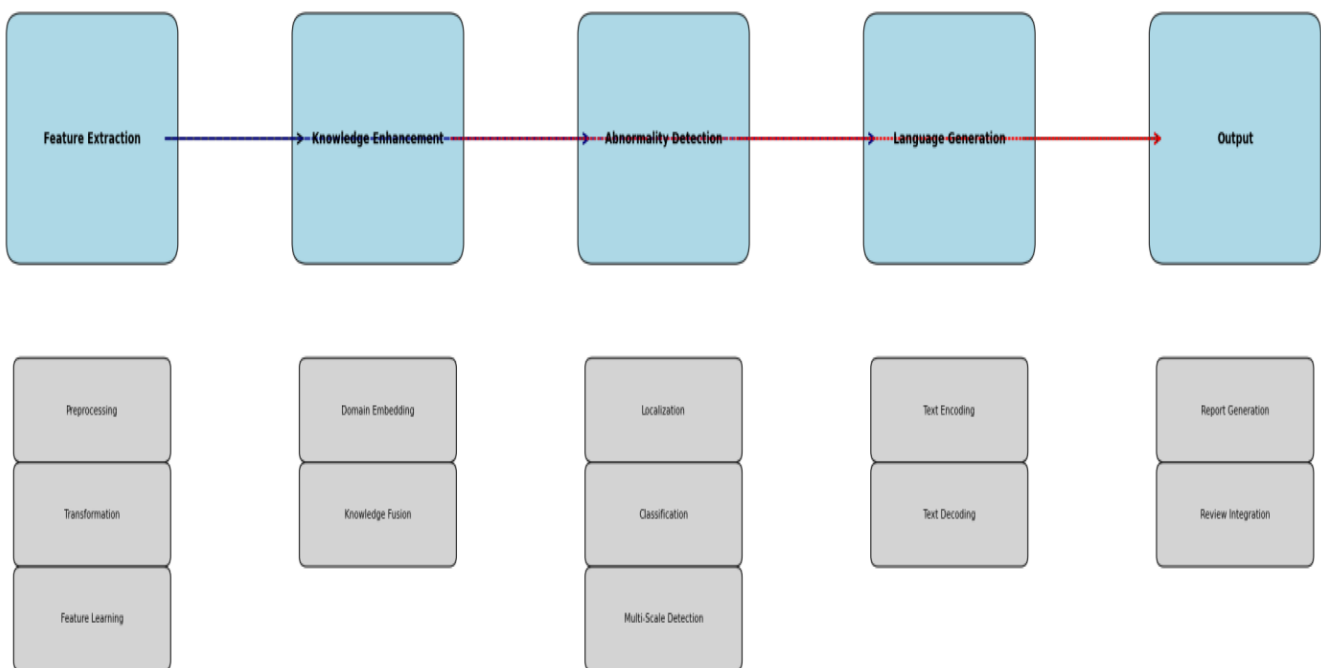 Feature Extraction
Knowledge Enhancement
Abnormality Detection
Language Generation
Output
Preprocessing
Domain Embedding
Localization
Text Encoding
Report Generation
Transformation
Knowledge Fusion
Classification
Text Decoding
Review Integration
Feature Learning
Multi-Scale Detection